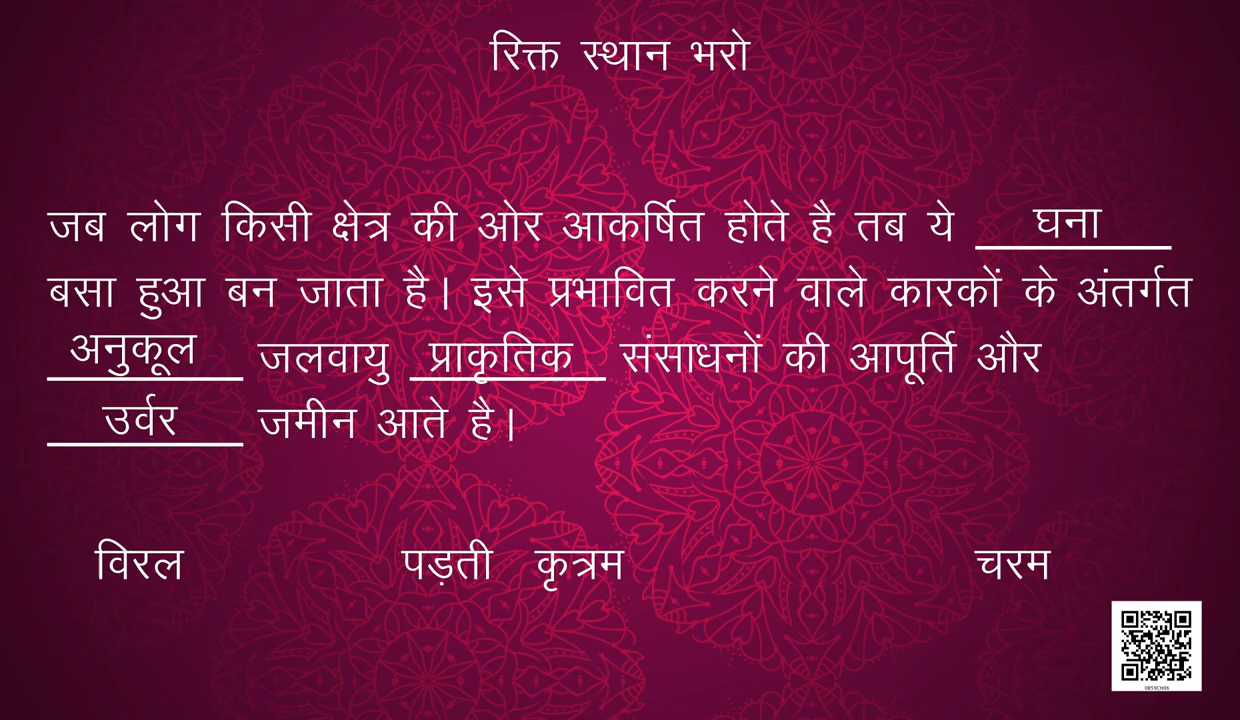 रिक्त स्थान भरो
जब लोग किसी क्षेत्र की ओर आकर्षित होते है तब ये घना
बसा हुआ बन जाता है। इसे प्रभावित करने वाले कारकों के अंतर्गत
अनुकूल जलवायु प्राकृतिक संसाधनों की आपूर्ति और
उर्वर जमीन आते है।
विरल पड़ती कृत्रम चरम
0859CH06